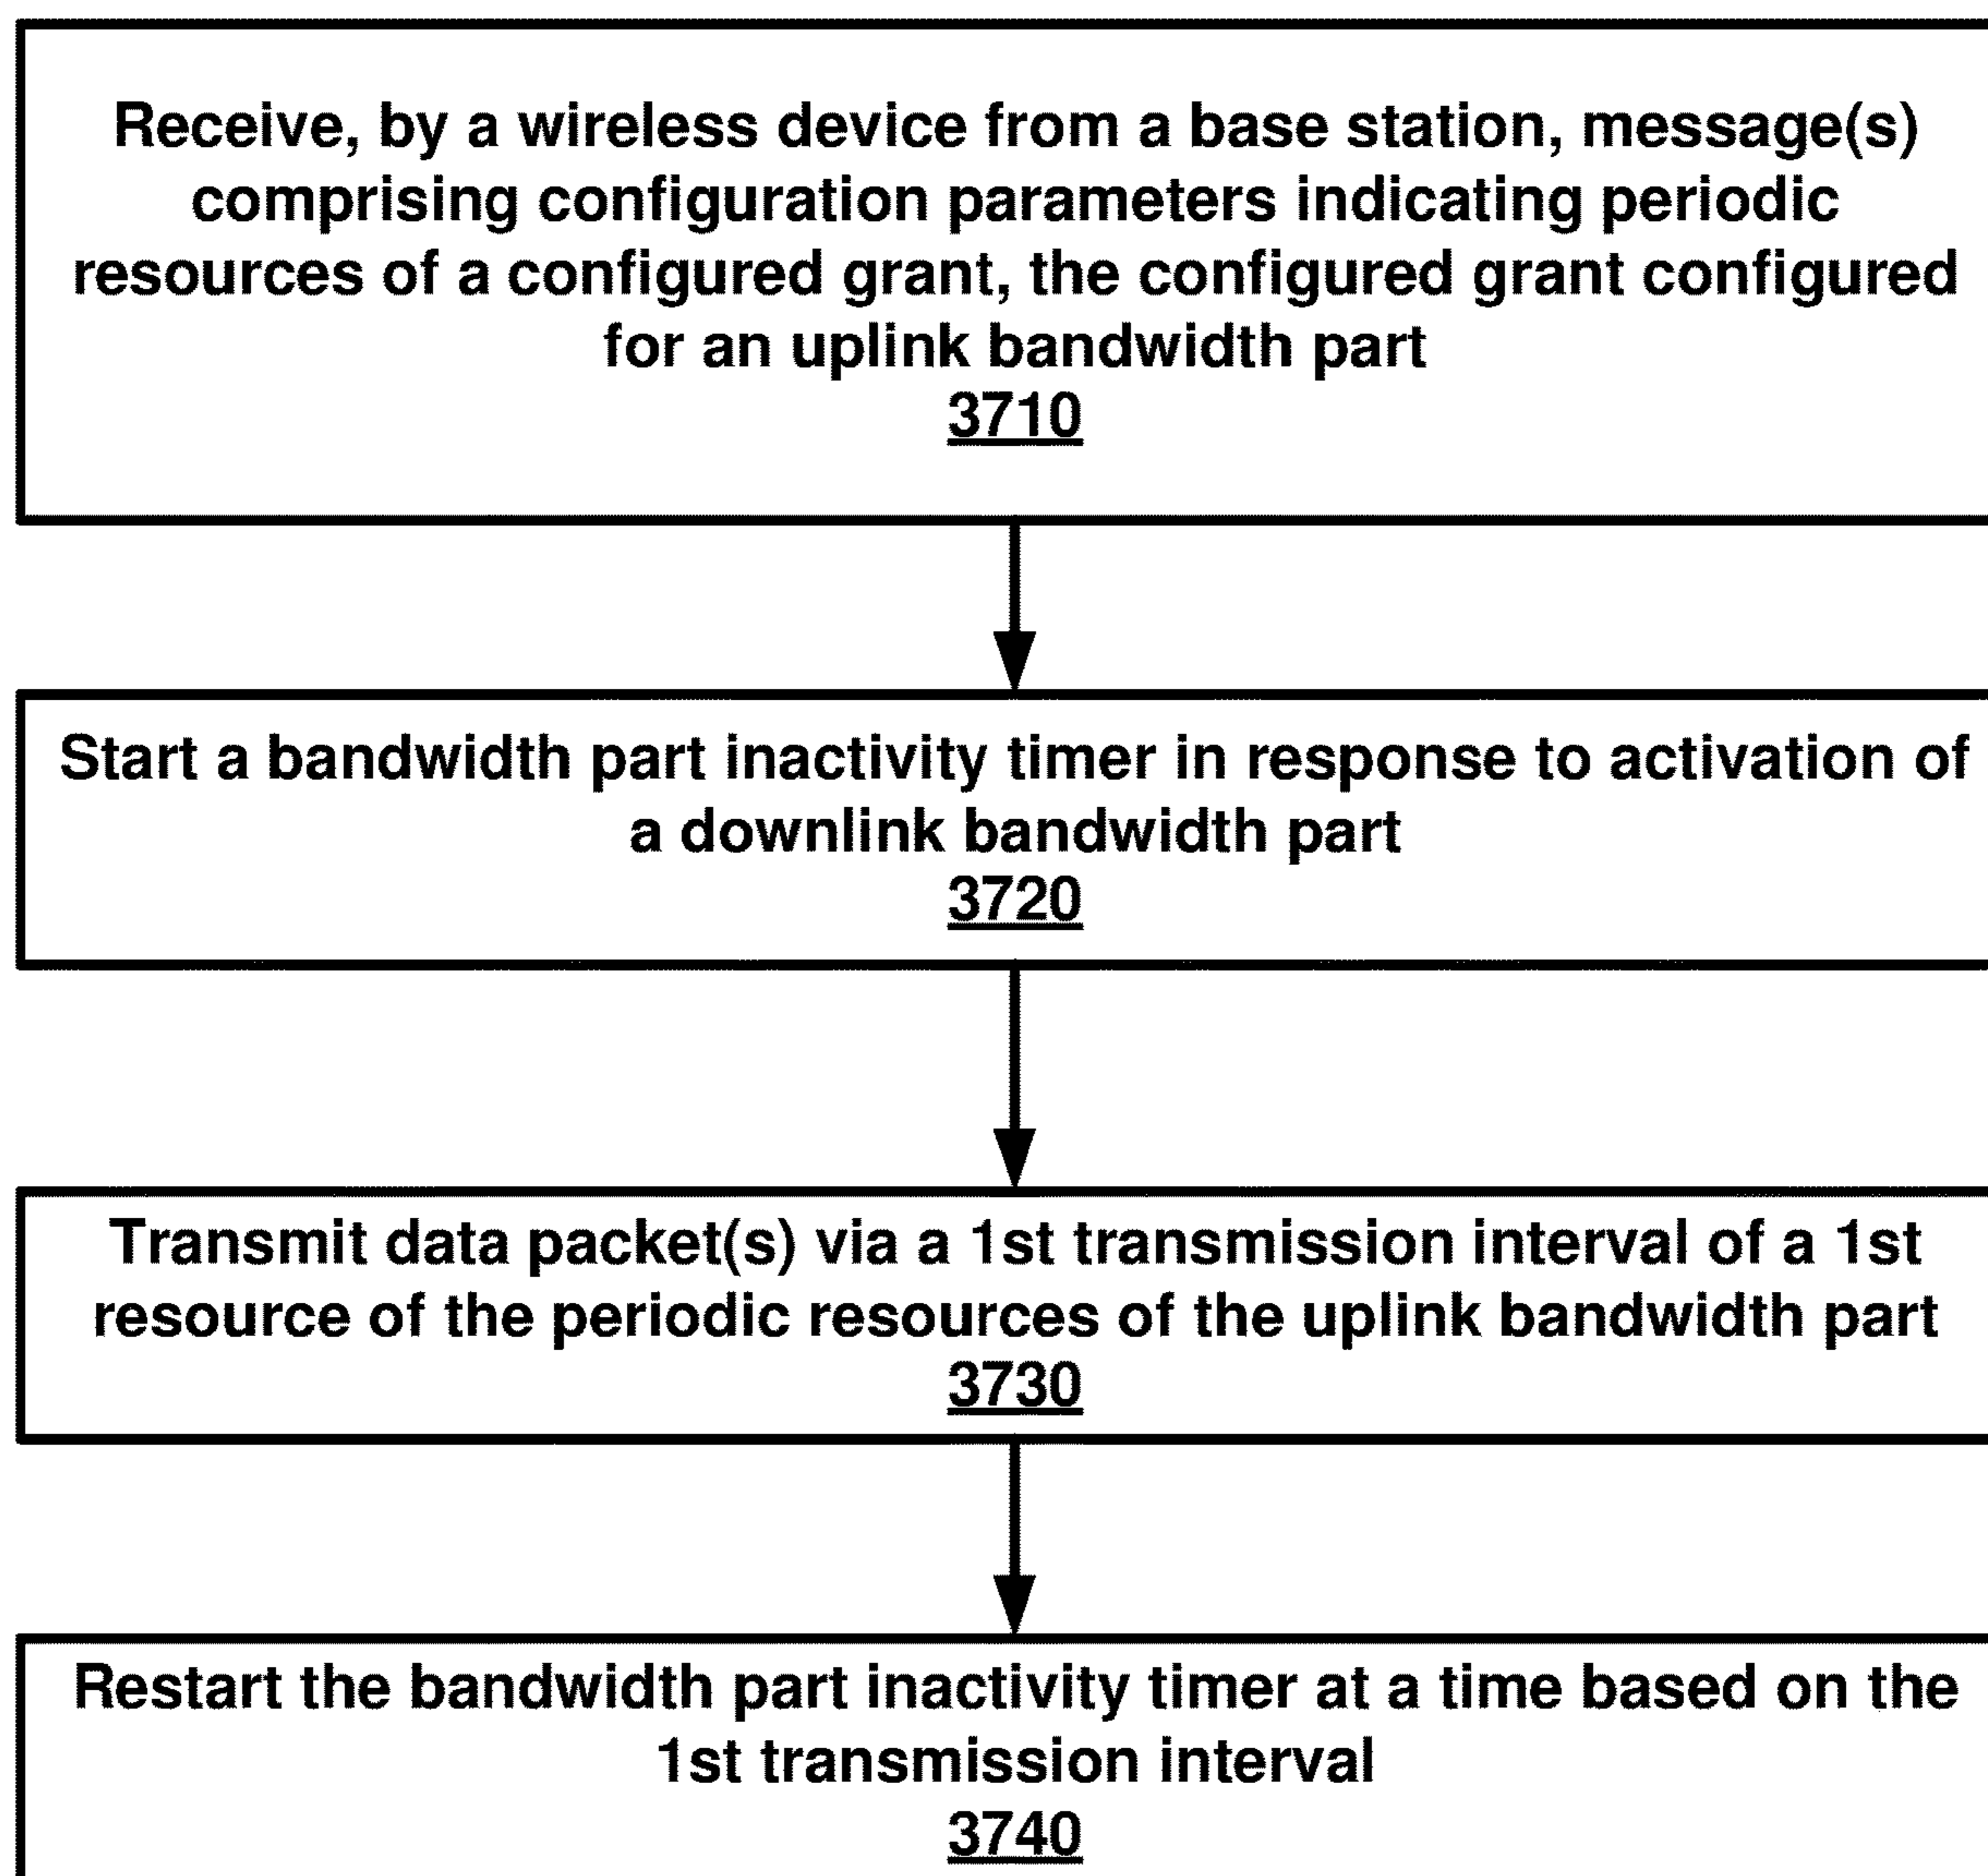 Receive, by a wireless device from a base station, message(s)
comprising configuration parameters indicating periodic
resources of a configured grant, the configured grant configured
for an uplink bandwidth part
3710
Start a bandwidth part inactivity timer in response to activation of
a downlink bandwidth part
3720
Transmit data packet(s) via a 1st transmission interval of a 1st
resource of the periodic resources of the uplink bandwidth part
3730
Restart the bandwidth part inactivity timer at a time based on the
1st transmission interval
3740